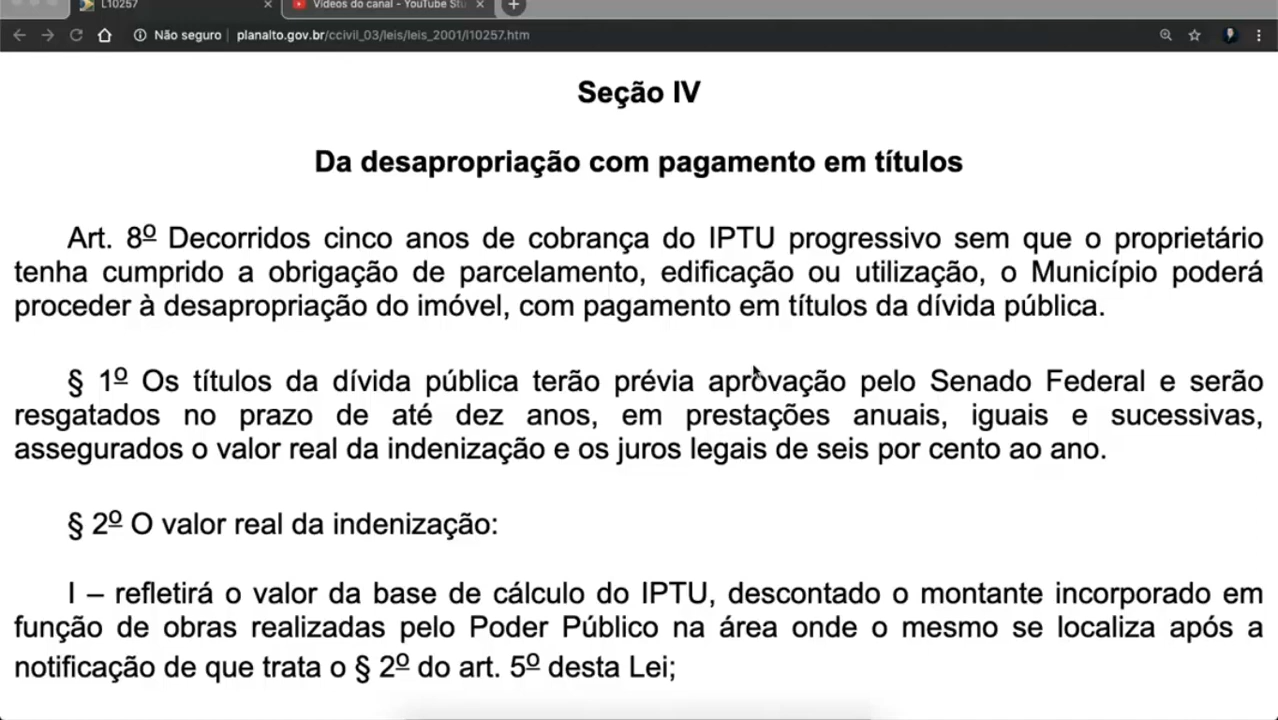 L10257
Vídeos do canal - YouTube Stu
Não seguro
planalto.gov.br/ccivil_03/leis/leis_2001/l10257.htm
Seção IV
Da desapropriação com pagamento em títulos
Art. 8º Decorridos cinco anos de cobrança do IPTU progressivo sem que o proprietário
tenha cumprido a obrigação de parcelamento, edificação ou utilização, o Município poderá
proceder à desapropriação do imóvel, com pagamento em títulos da dívida pública.
§ 1º Os títulos da dívida pública terão prévia aprovação pelo Senado Federal e serão
resgatados no prazo de até dez anos, em prestações anuais, iguais e sucessivas,
assegurados o valor real da indenização e os juros legais de seis por cento ao ano.
§ 2º O valor real da indenização:
I – refletirá o valor da base de cálculo do IPTU, descontado o montante incorporado em
função de obras realizadas pelo Poder Público na área onde o mesmo se localiza após a
notificação de que trata o § 2º do art. 5º desta Lei;